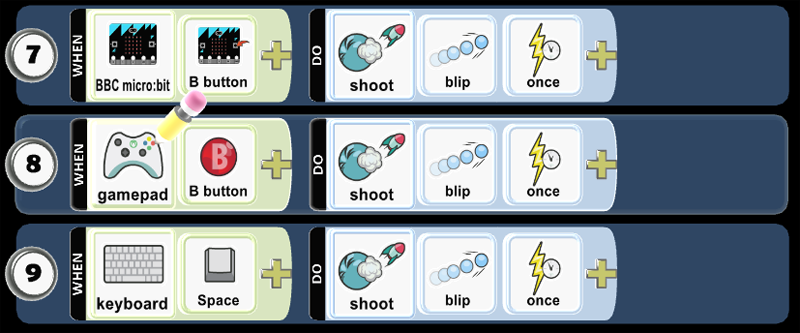 7 WHEN BBC micro:bit B button DO shoot blip once
8 WHEN gamepad B B button DO shoot blip once
9 WHEN keyboard Space DO shoot blip once